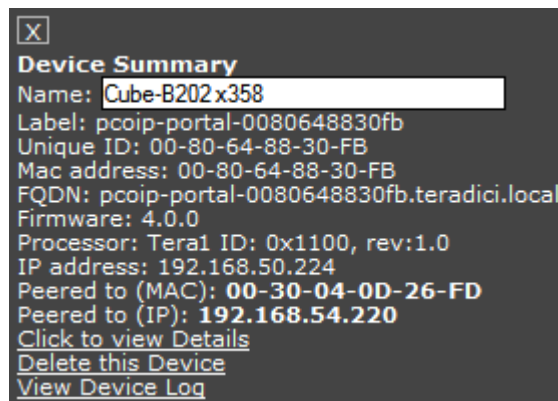 X
Device Summary
Name: Cube-B202 x358
Label: pcoip-portal-0080648830fb
Unique ID: 00-80-64-88-30-FB
Mac address: 00-80-64-88-30-FB
FQDN: pcoip-portal-0080648830fb.teradici.local
Firmware: 4.0.0
Processor: Tera1 ID: 0x1100, rev:1.0
IP address: 192.168.50.224
Peered to (MAC): 00-30-04-0D-26-FD
Peered to (IP): 192.168.54.220
Click to view Details
Delete this Device
View Device Log